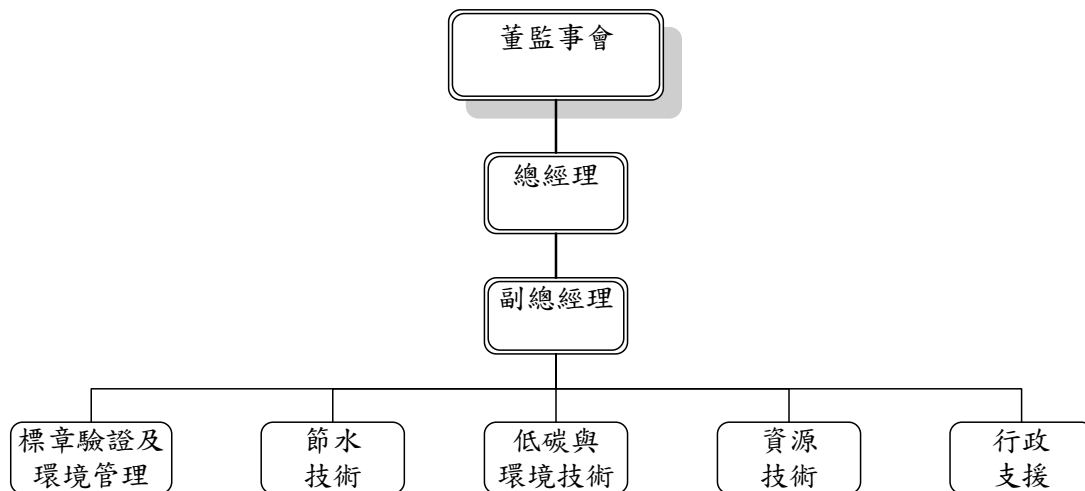 董監事會
總經理
副總經理
標章驗證及
環境管理
節水
技術
低碳與
環境技術
資源
技術
行政
支援